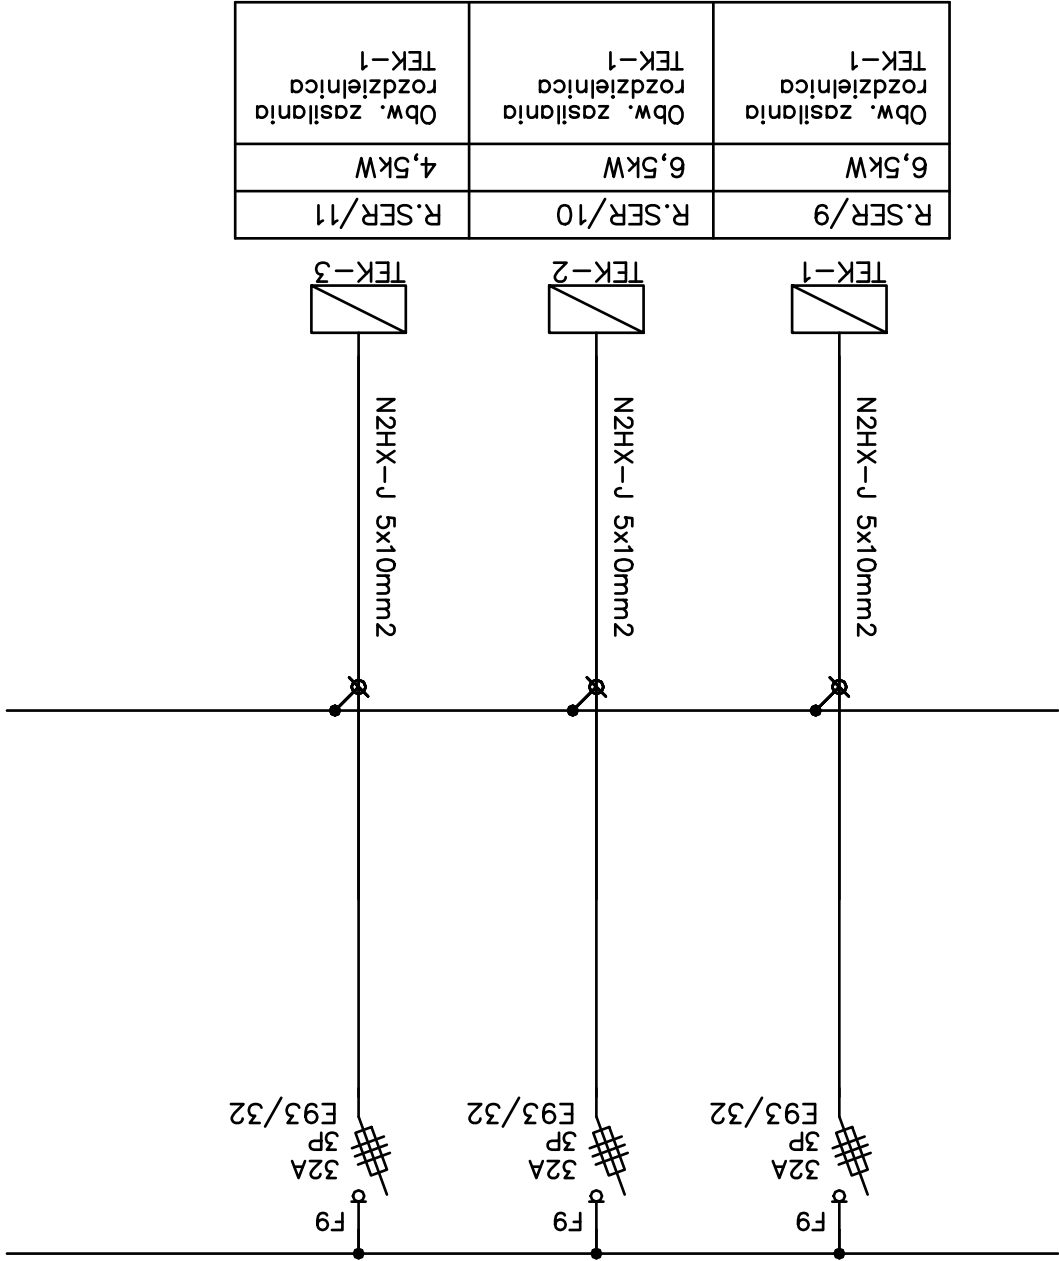 F9
32A
3P
E93/32
F9
32A
3P
E93/32
F9
32A
3P
E93/32
N2HX-J 5x10mm2
N2HX-J 5x10mm2
N2HX-J 5x10mm2
TEK-1
TEK-2
TEK-3
R.SER/9
R.SER/10
R.SER/11
6,5kW
6,5kW
4,5kW
Obw. zasilania
rozdzielnica
TEK-1
Obw. zasilania
rozdzielnica
TEK-1
Obw. zasilania
rozdzielnica
TEK-1